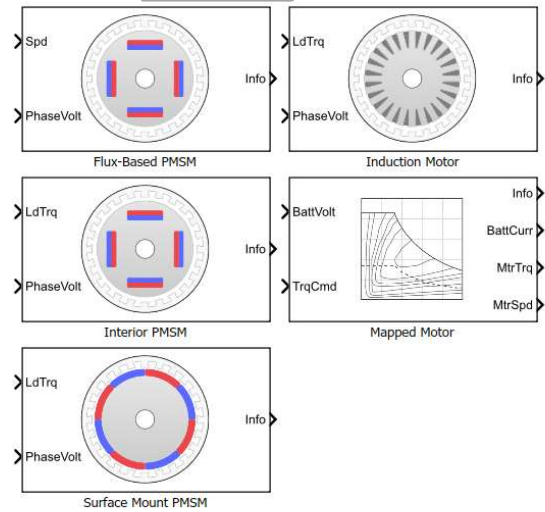 Spd
Info
PhaseVolt
Flux-Based PMSM
LdTrq
Info
PhaseVolt
Induction Motor
LdTrq
Info
PhaseVolt
Interior PMSM
BattVolt
TrqCmd
Info
BattCurr
MtrTrq
MtrSpd
Mapped Motor
LdTrq
Info
PhaseVolt
Surface Mount PMSM